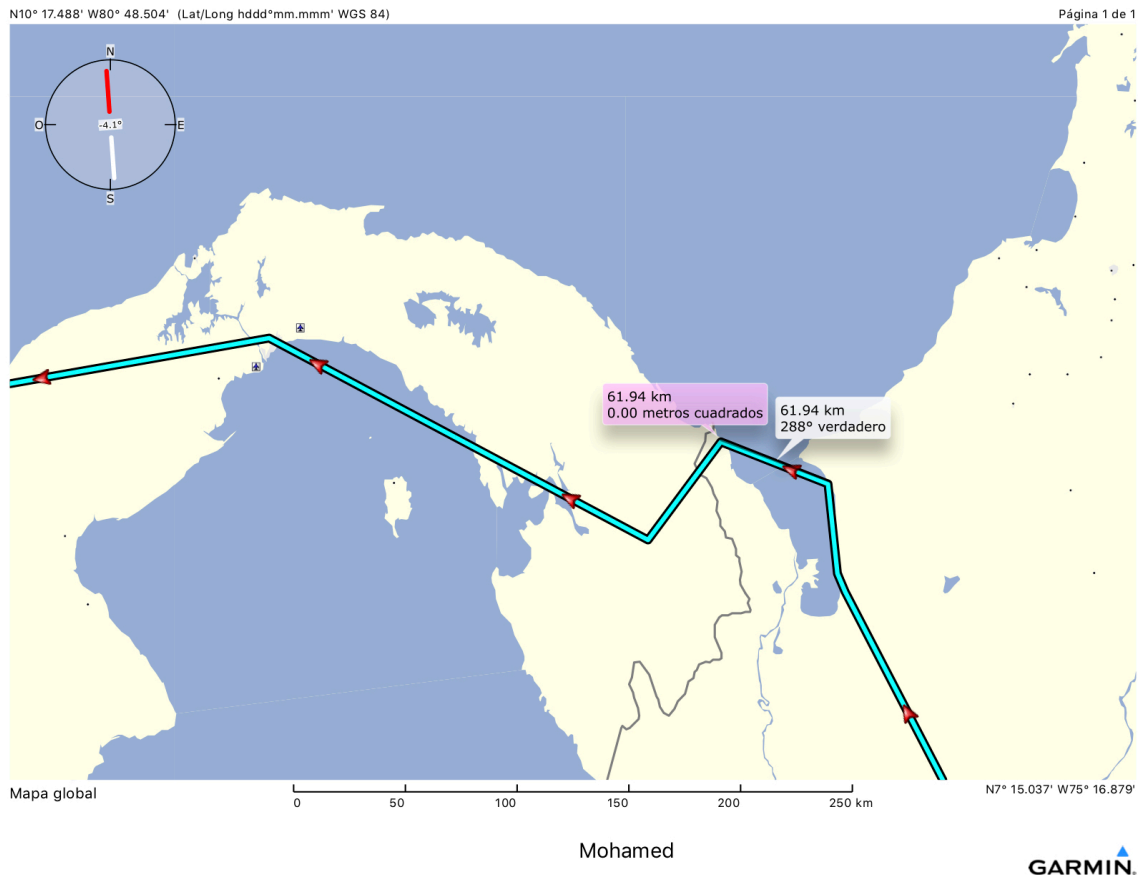 N10° 17.488' W80° 48.504' (Lat/Long hddd°mm.mmm' WGS 84)
Página 1 de 1
N
O
-4.1°
E
S
61.94 km
0.00 metros cuadrados
61.94 km
288° verdadero
Mapa global
0
50
100
150
200
250 km
N7° 15.037' W75° 16.879'
Mohamed
GARMIN.